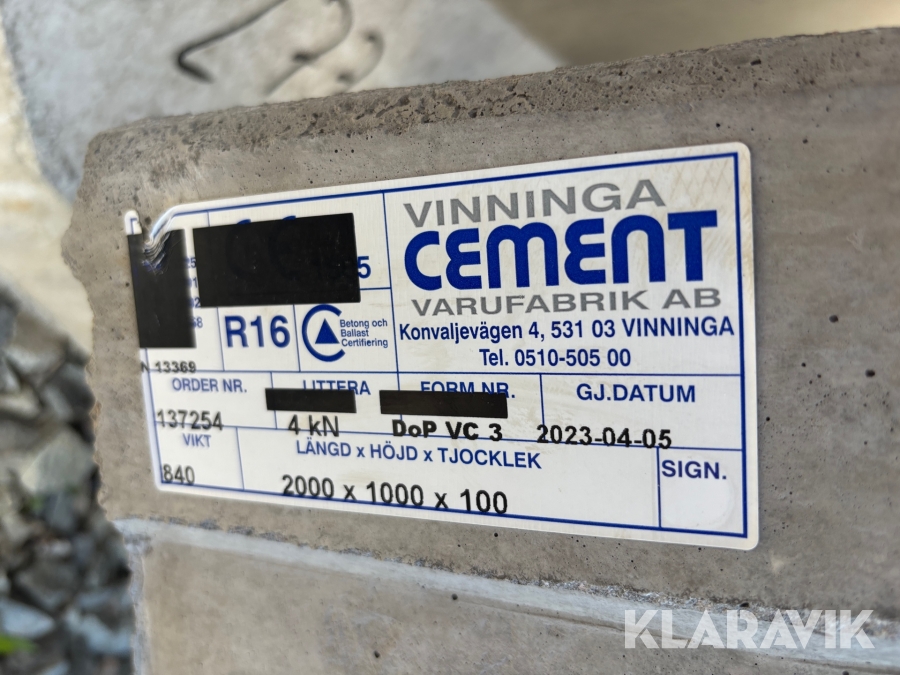 VINNINGA
CEMENT
VARUFABRIK AB
Konvaljevägen 4, 531 03 VINNINGA
Tel. 0510-505 00
5
R16
Betong och
Ballast
Certifiering
N 13369
ORDER NR.
LITTERA
FORM NR.
GJ.DATUM
137254
4 kN
DoP VC 3
2023-04-05
VIKT
LÄNGD x HÖJD x TJOCKLEK
SIGN.
840
2000 x 1000 x 100
KLARAVIK